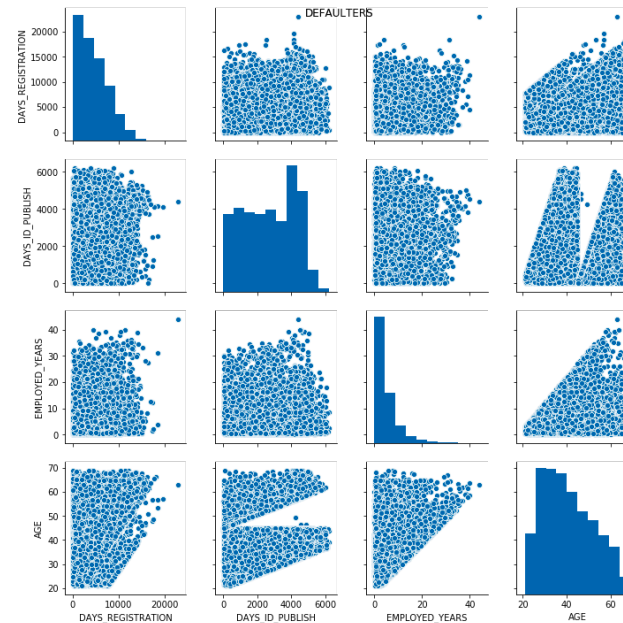 DEFAULTERS
DAYS_REGISTRATION
20000
15000
10000
5000
0
DAYS_ID_PUBLISH
6000
4000
2000
0
EMPLOYED_YEARS
40
30
20
10
0
AGE
70
60
50
40
30
20
0 10000 20000
DAYS_REGISTRATION
0 2000 4000 6000
DAYS_ID_PUBLISH
0 20 40
EMPLOYED_YEARS
20 40 60
AGE